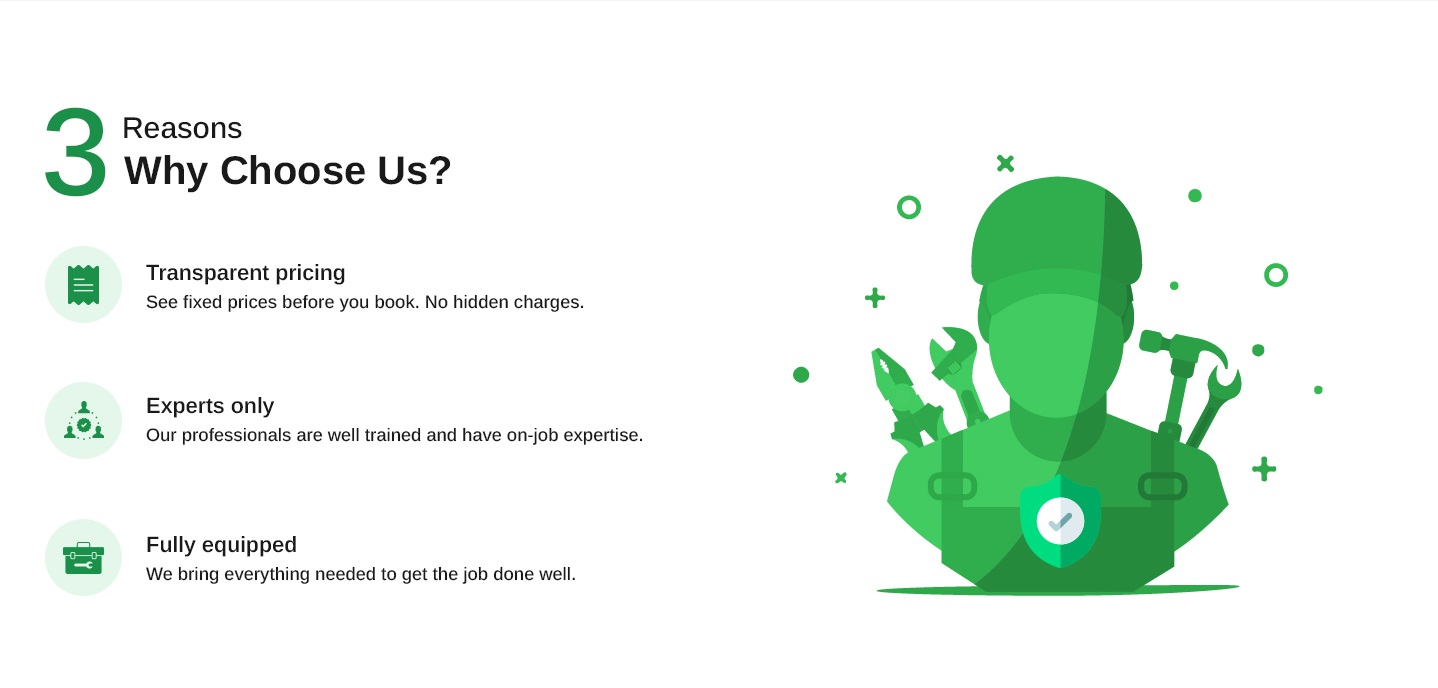 3
Reasons
Why Choose Us?
Transparent pricing
See fixed prices before you book. No hidden charges.
Experts only
Our professionals are well trained and have on-job expertise.
Fully equipped
We bring everything needed to get the job done well.